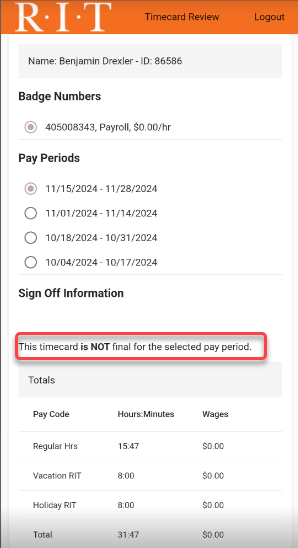 R·I·T Timecard Review Logout
Name: Benjamin Drexler - ID: 86586
Badge Numbers
405008343, Payroll, $0.00/hr
Pay Periods
11/15/2024 - 11/28/2024
11/01/2024 - 11/14/2024
10/18/2024 - 10/31/2024
10/04/2024 - 10/17/2024
Sign Off Information
This timecard is NOT final for the selected pay period.
Totals
Pay Code Hours:Minutes Wages
Regular Hrs 15:47 $0.00
Vacation RIT 8:00 $0.00
Holiday RIT 8:00 $0.00
Total 31:47 $0.00